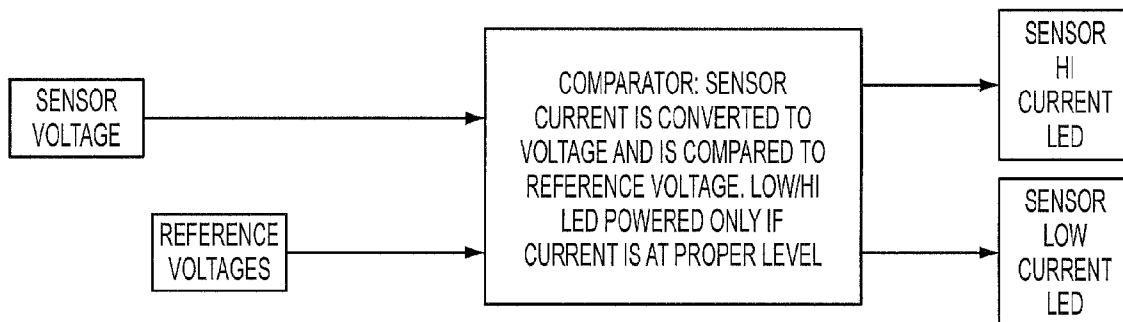 SENSOR
VOLTAGE
REFERENCE
VOLTAGES
COMPARATOR: SENSOR
CURRENT IS CONVERTED TO
VOLTAGE AND IS COMPARED TO
REFERENCE VOLTAGE. LOW/HI
LED POWERED ONLY IF
CURRENT IS AT PROPER LEVEL
SENSOR
HI
CURRENT
LED
SENSOR
LOW
CURRENT
LED